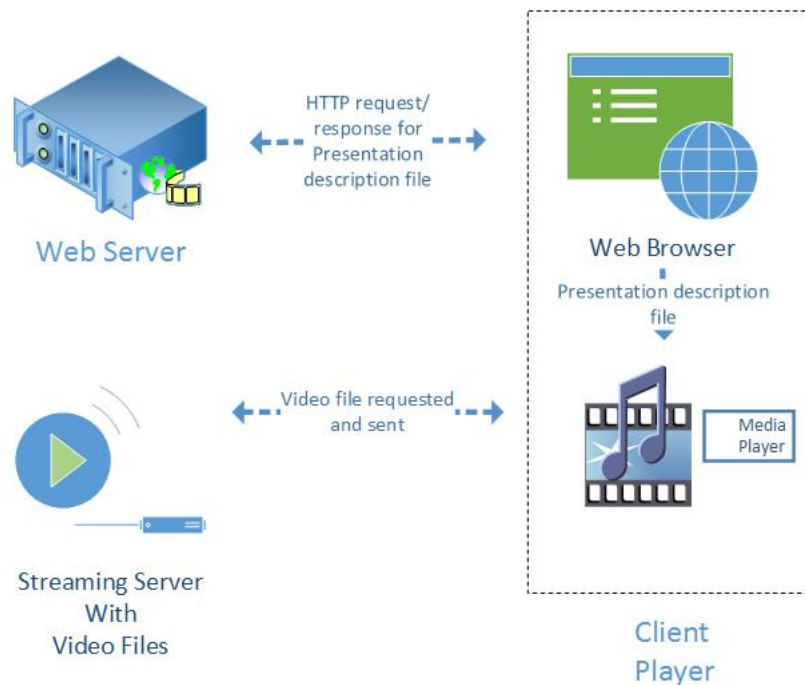 HTTP request/
response for
Presentation
description file
Web Server
Web Browser
Presentation description
file
Video file requested
and sent
Media
Player
Streaming Server
With
Video Files
Client
Player